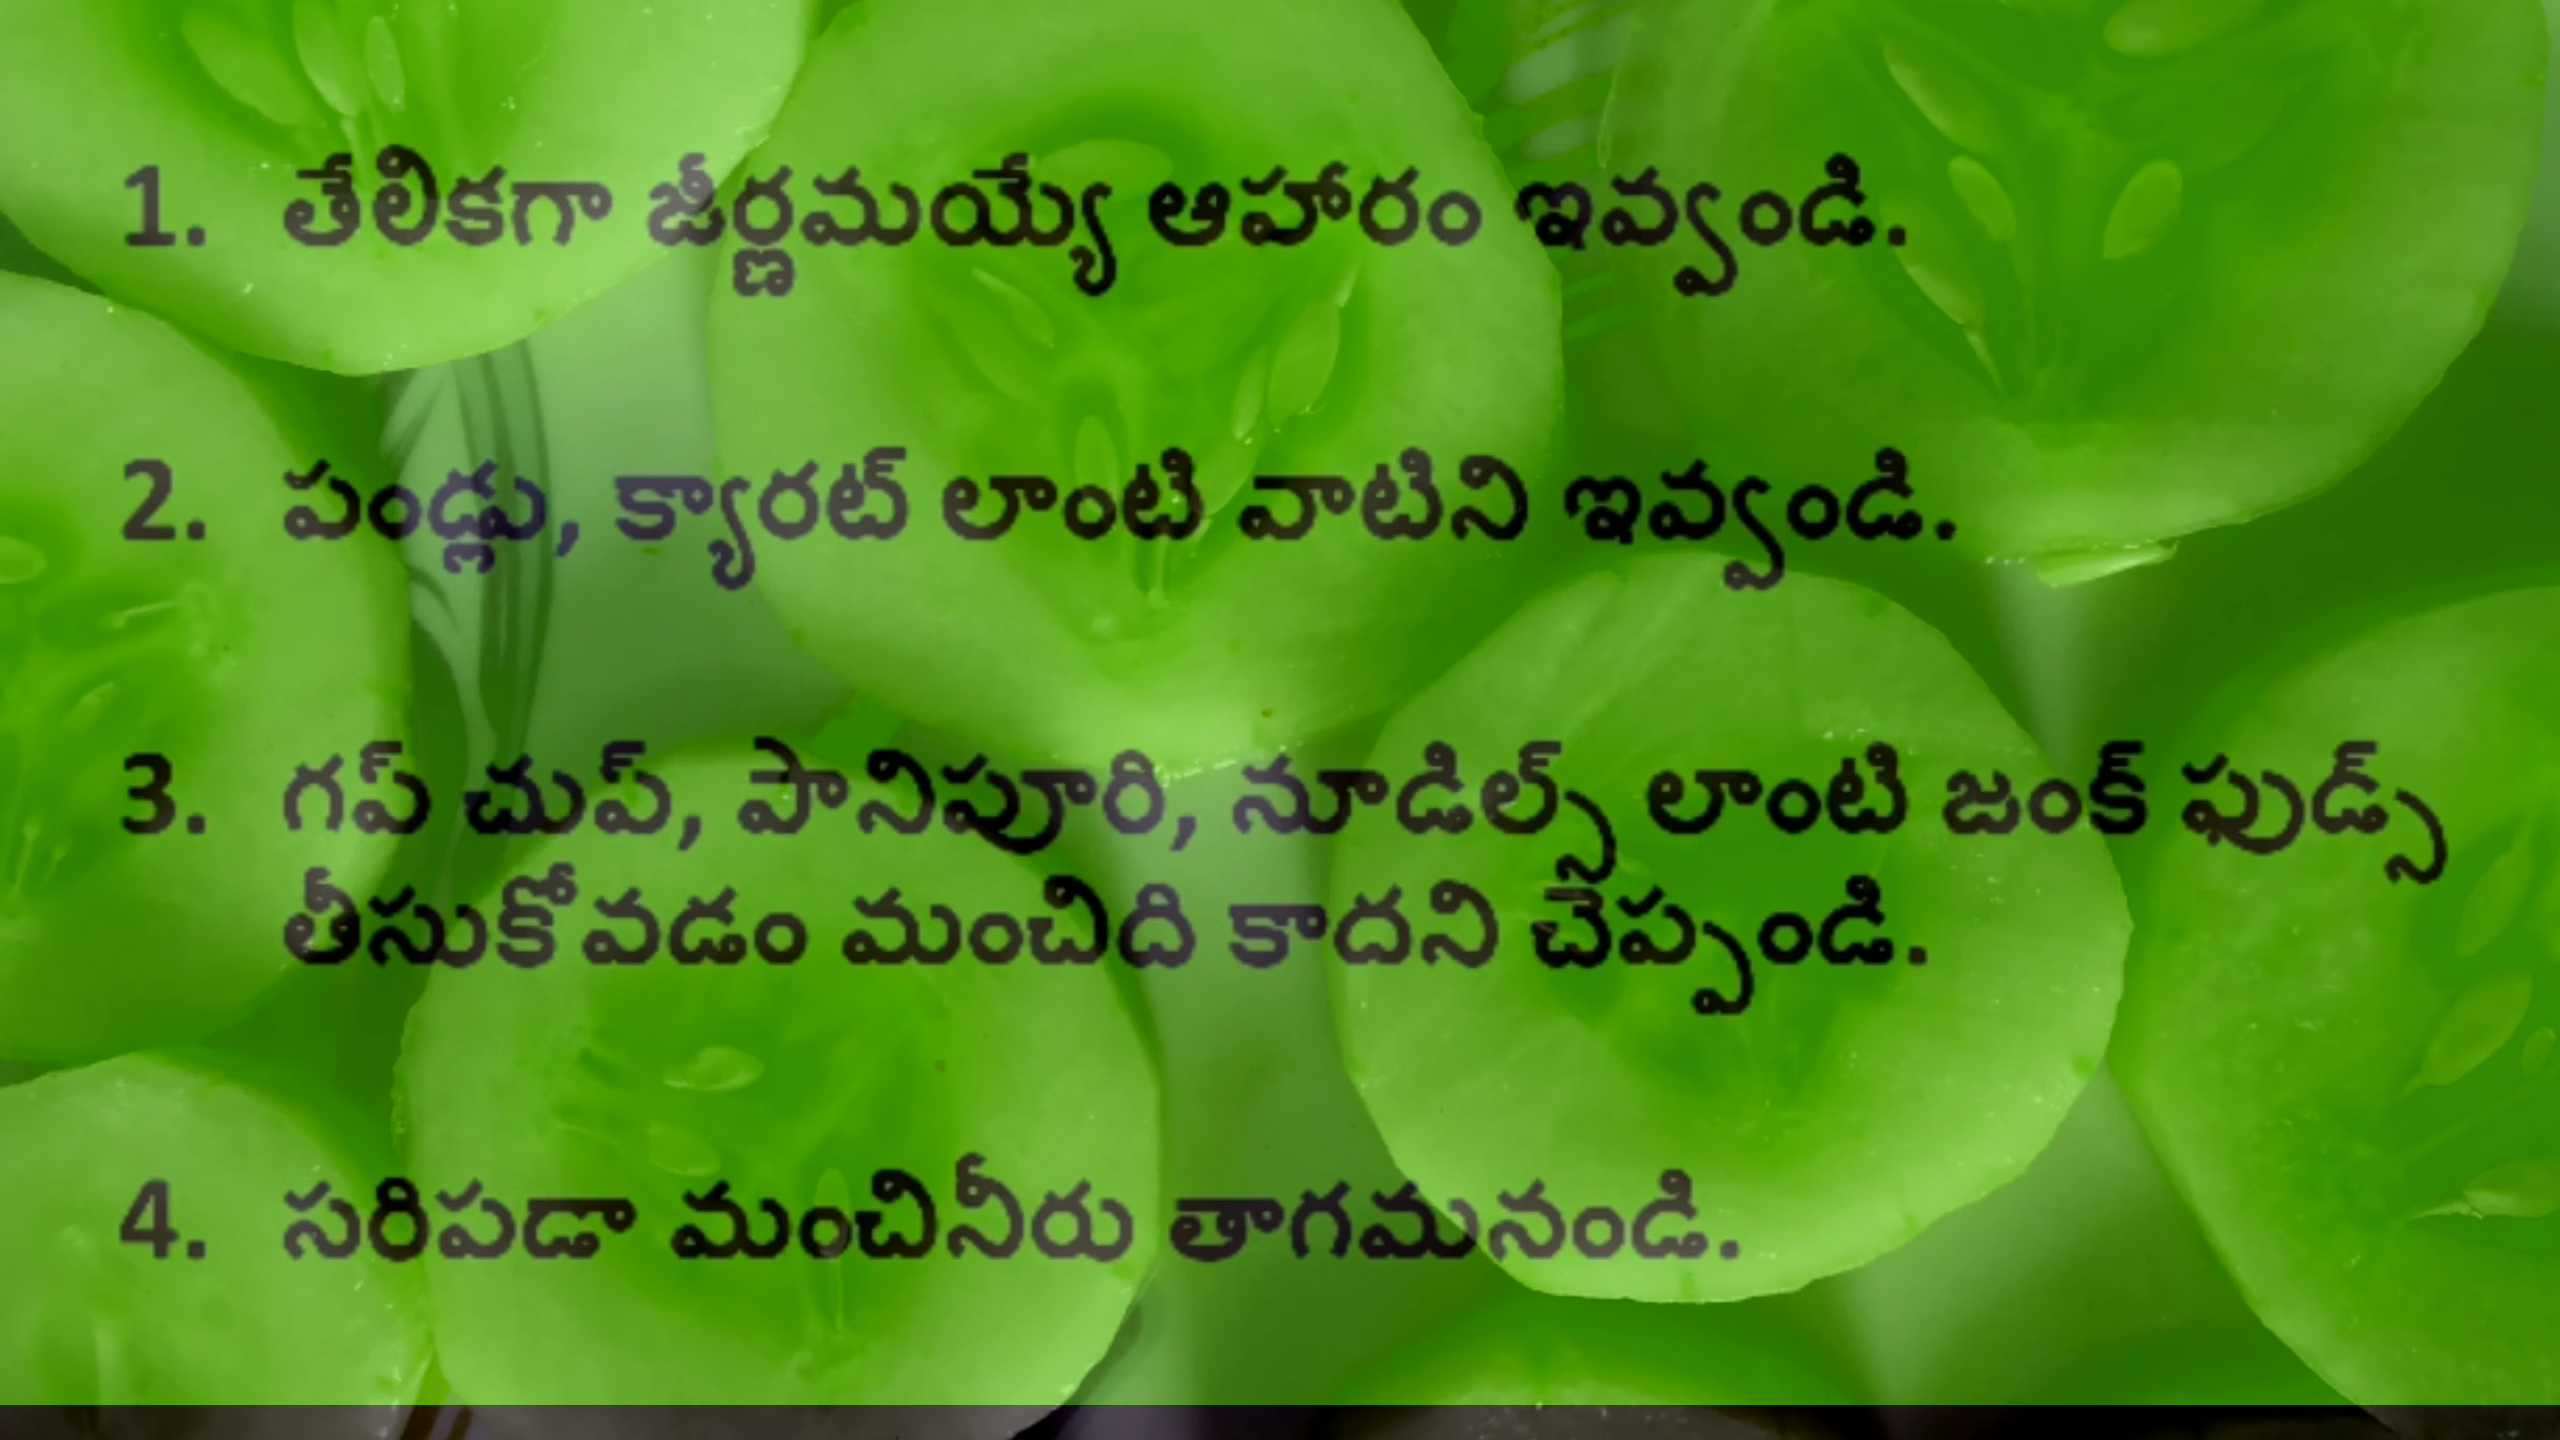 1. తేలికగా జీర్ణమయ్యే ఆహారం ఇవ్వండి.
2. పండ్లు, క్యారట్ లాంటి వాటిని ఇవ్వండి.
3. గప్ చుప్, పానిపూరి, నూడిల్స్ లాంటి జంక్ ఫుడ్స్
తీసుకోవడం మంచిది కాదని చెప్పండి.
4. సరిపడా మంచినీరు తాగమనండి.